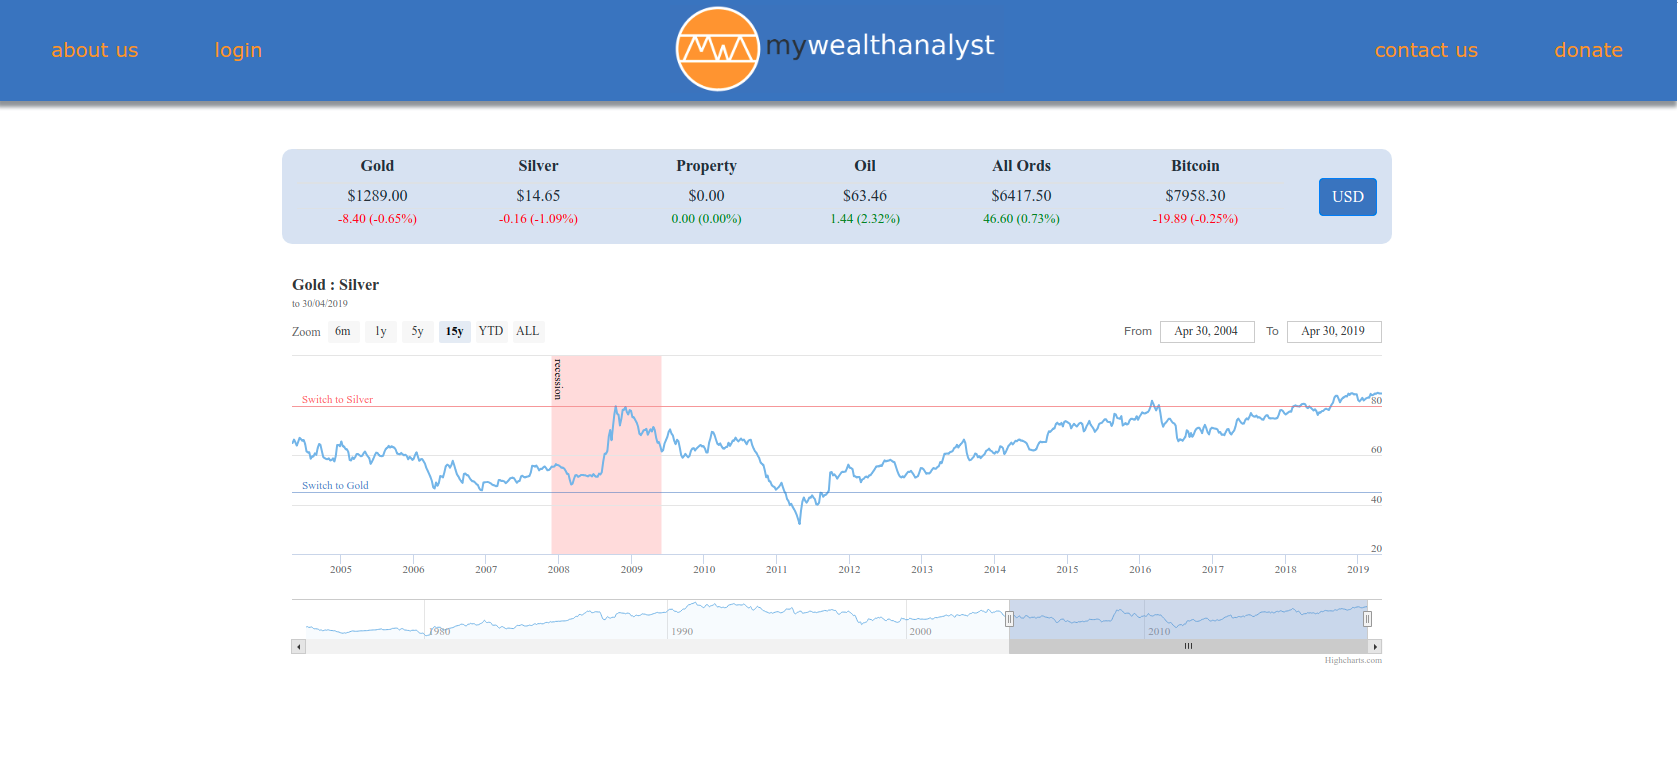 about us login MWA mywealthanalyst contact us donate
Gold Silver Property Oil All Ords Bitcoin
$1289.00 $14.65 $0.00 $63.46 $6417.50 $7958.30 USD
-8.40 (-0.65%) -0.16 (-1.09%) 0.00 (0.00%) 1.44 (2.32%) 46.60 (0.73%) -19.89 (-0.25%)
Gold : Silver
to 30/04/2019
Zoom 6m 1y 5y 15y YTD ALL From Apr 30, 2004 To Apr 30, 2019
recession
Switch to Silver 80
60
Switch to Gold
40
20
2005 2006 2007 2008 2009 2010 2011 2012 2013 2014 2015 2016 2017 2018 2019
1980 1990 2000 2010
Highcharts.com